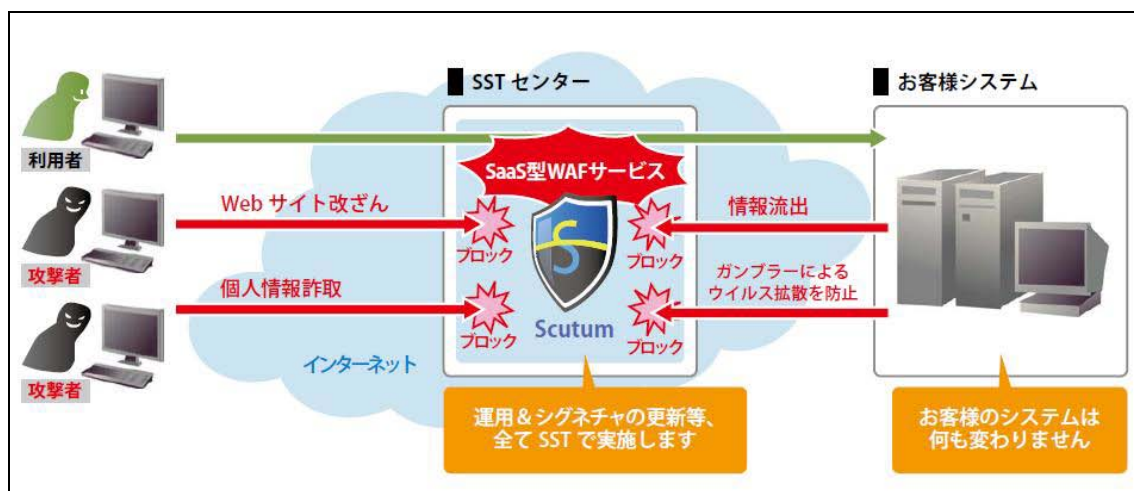 SST センター
お客様システム
利用者
SaaS型WAFサービス
Web サイト改ざん
情報流出
攻撃者
ブロック
ブロック
個人情報詐取
ガンブラーによる
ウイルス拡散を防止
S
Scutum
ブロック
ブロック
攻撃者
インターネット
運用&シグネチャの更新等、
全て SST で実施します
お客様のシステムは
何も変わりません